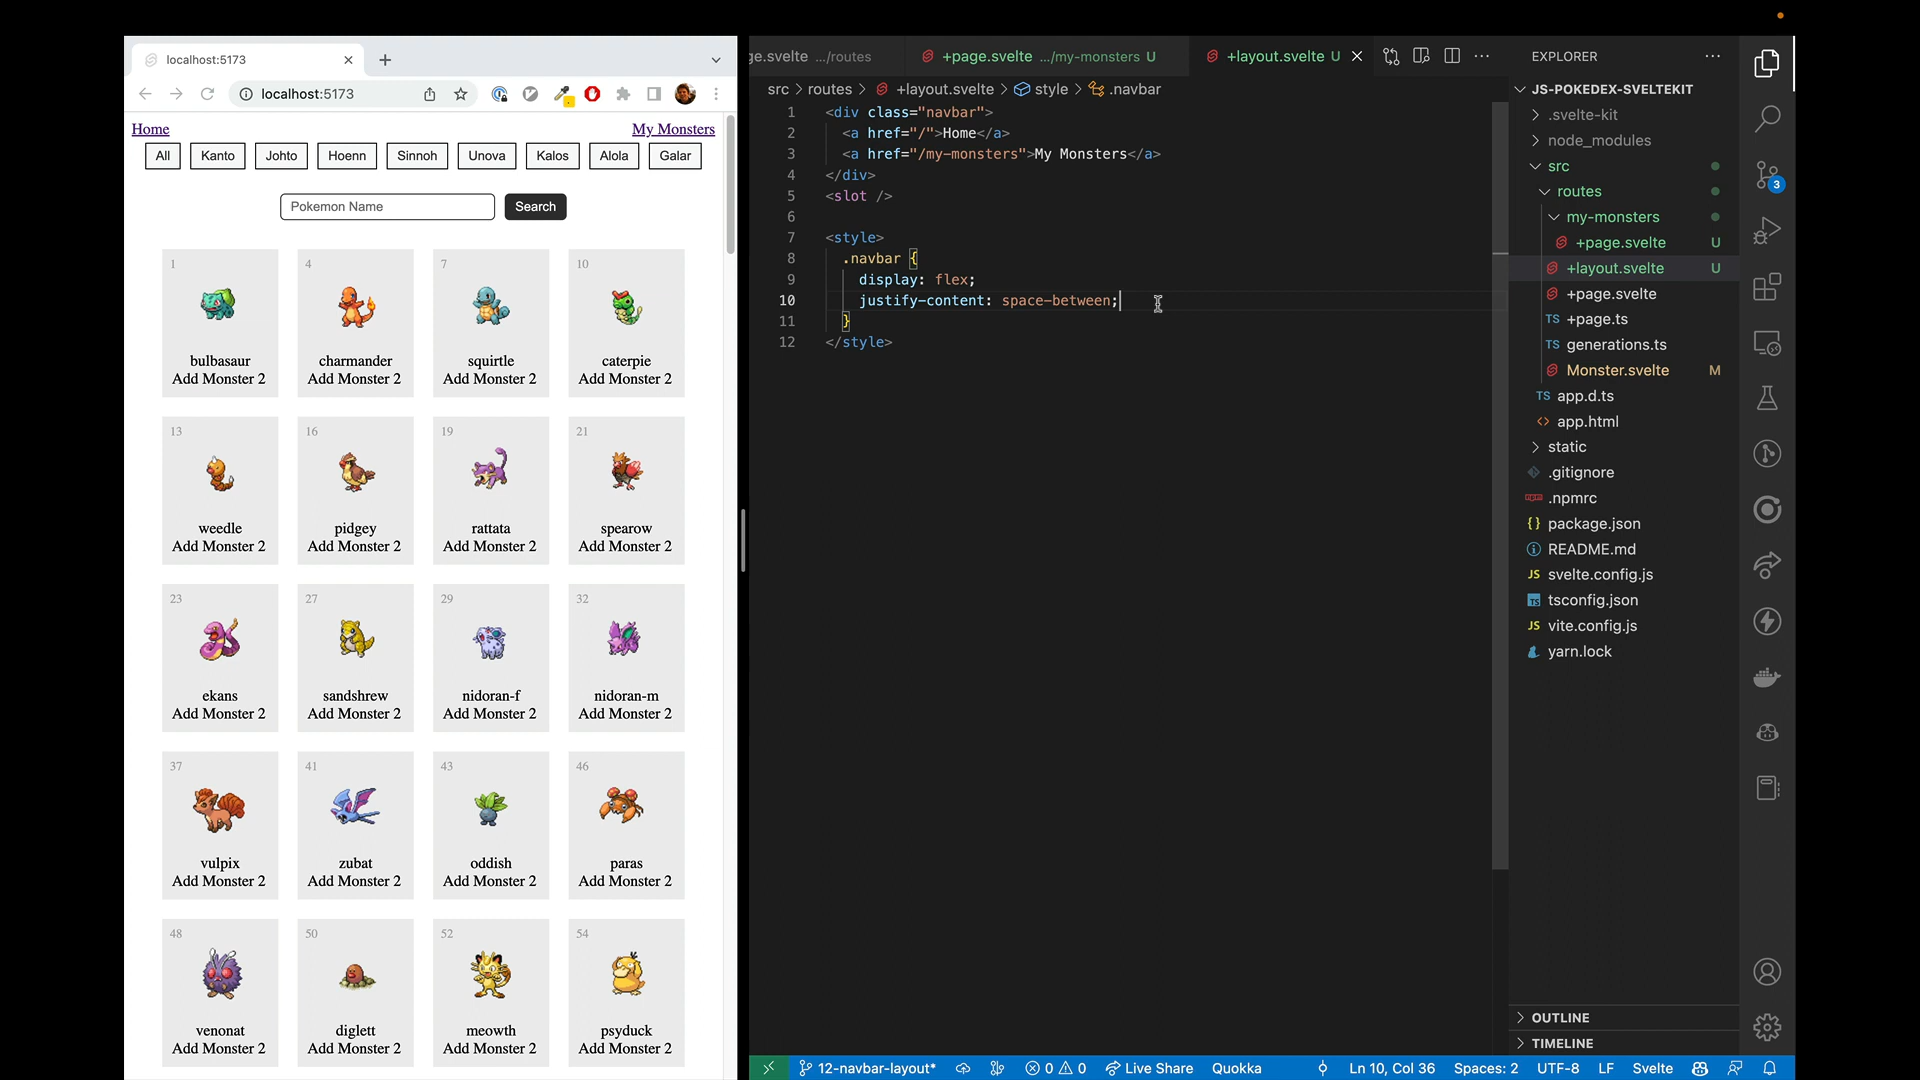 localhost:5173
localhost:5173
Home
My Monsters
All
Kanto
Johto
Hoenn
Sinnoh
Unova
Kalos
Alola
Galar
Pokemon Name
Search
1
4
7
10
bulbasaur
charmander
squirtle
caterpie
Add Monster 2
Add Monster 2
Add Monster 2
Add Monster 2
13
16
19
21
weedle
pidgey
rattata
spearow
Add Monster 2
Add Monster 2
Add Monster 2
Add Monster 2
23
27
29
32
ekans
sandshrew
nidoran-f
nidoran-m
Add Monster 2
Add Monster 2
Add Monster 2
Add Monster 2
37
41
43
46
vulpix
zubat
oddish
paras
Add Monster 2
Add Monster 2
Add Monster 2
Add Monster 2
48
50
52
54
venonat
diglett
meowth
psyduck
Add Monster 2
Add Monster 2
Add Monster 2
Add Monster 2
ge.svelte .../routes
+page.svelte .../my-monsters U
+layout.svelte U
src > routes > +layout.svelte > style > .navbar
1 <div class="navbar">
2 <a href="/">Home</a>
3 <a href="/my-monsters">My Monsters</a>
4 </div>
5 <slot />
6
7 <style>
8 .navbar {
9 display: flex;
10 justify-content: space-between;
11 }
12 </style>
EXPLORER
JS-POKEDEX-SVELTEKIT
.svelte-kit
node_modules
src
routes
my-monsters
+page.svelte U
+layout.svelte U
+page.svelte
TS +page.ts
TS generations.ts
Monster.svelte M
TS app.d.ts
<> app.html
static
.gitignore
.npmrc
{} package.json
README.md
JS svelte.config.js
TS tsconfig.json
JS vite.config.js
yarn.lock
OUTLINE
TIMELINE
3
12-navbar-layout*
0
0
Live Share
Quokka
Ln 10, Col 36
Spaces: 2
UTF-8
LF
Svelte